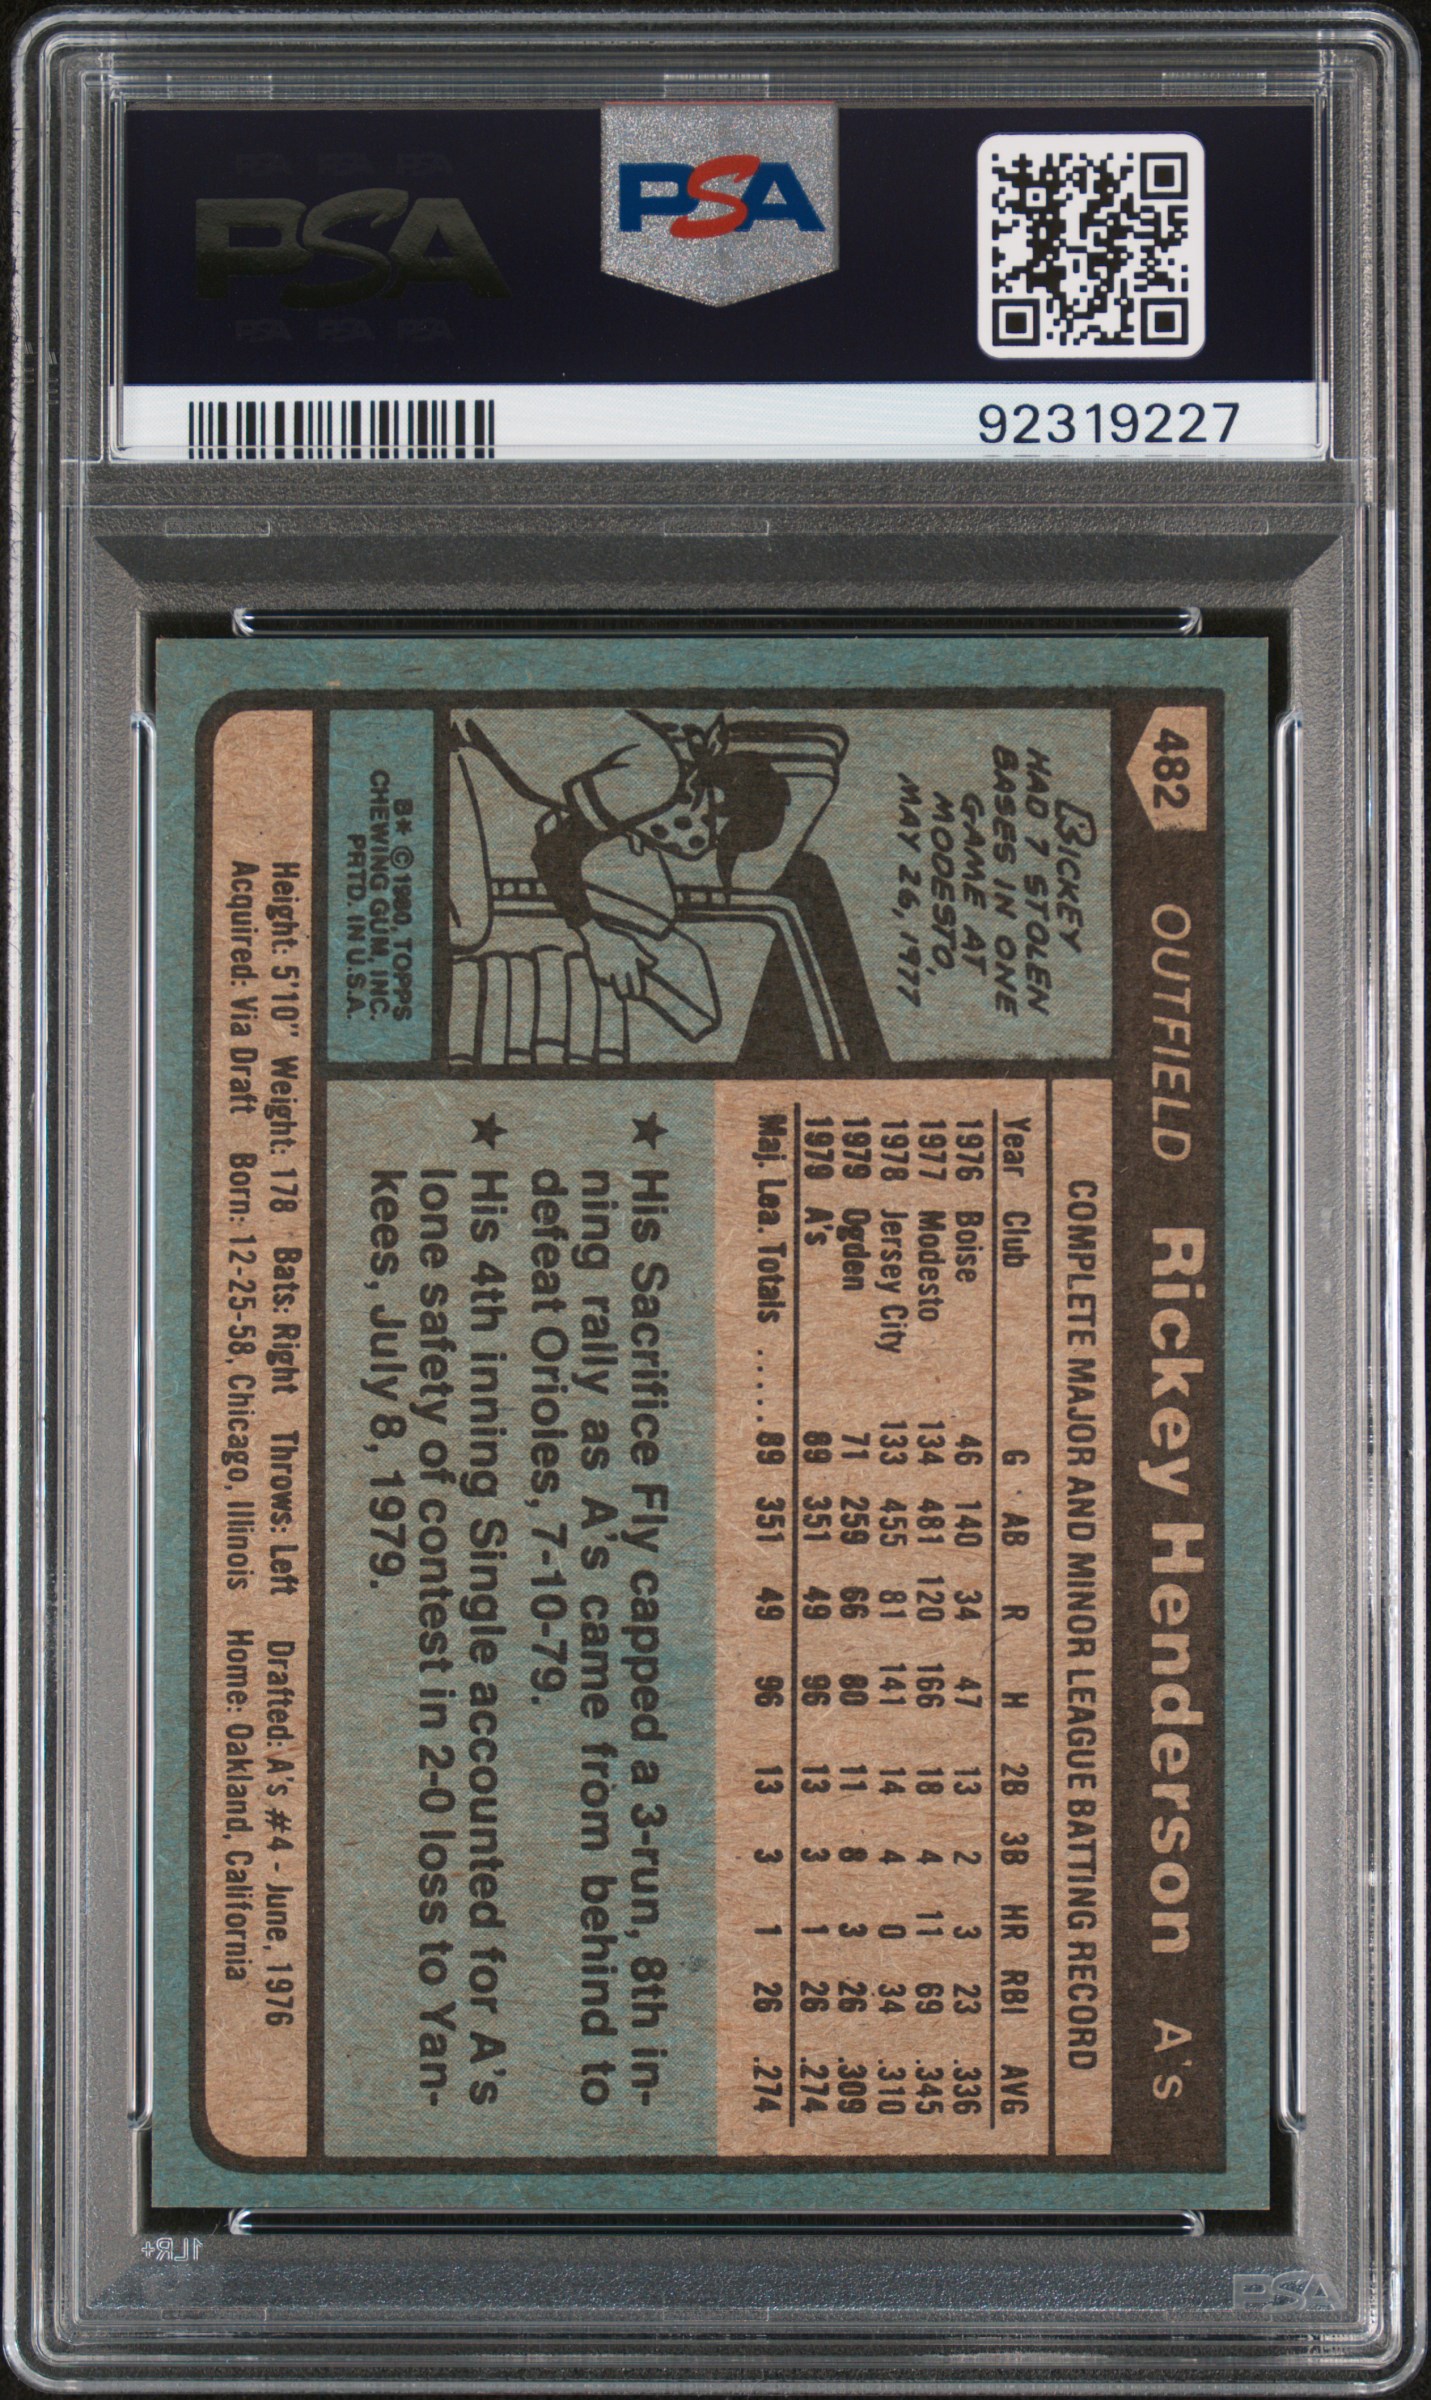 PSA PSA PSA
PSA
PSA PSA PSA
PSA
92319227
482 OUTFIELD Rickey Henderson A's
RICKEY
HAD 7 STOLEN
BASES IN ONE
GAME AT
MODESTO,
MAY 26, 1977
B* © 1980, TOPPS
CHEWING GUM, INC.
PRTD. IN U.S.A.
COMPLETE MAJOR AND MINOR LEAGUE BATTING RECORD
Year Club G AB R H 2B 3B HR RBI AVG
1976 Boise 46 140 34 47 13 2 3 23 .336
1977 Modesto 134 481 120 166 18 4 11 69 .345
1978 Jersey City 133 455 81 141 14 4 0 34 .310
1979 Ogden 71 259 66 80 11 8 3 26 .309
1979 A's 89 351 49 96 13 3 1 26 .274
Maj. Lea. Totals ..... 89 351 49 96 13 3 1 26 .274
★ His Sacrifice Fly capped a 3-run, 8th in-
ning rally as A's came from behind to
defeat Orioles, 7-10-79.
★ His 4th inning Single accounted for A's
lone safety of contest in 2-0 loss to Yan-
kees, July 8, 1979.
Height: 5'10" Weight: 178 Bats: Right Throws: Left Drafted: A's #4 - June, 1976
Acquired: Via Draft Born: 12-25-58, Chicago, Illinois Home: Oakland, California
1LR+
PSA